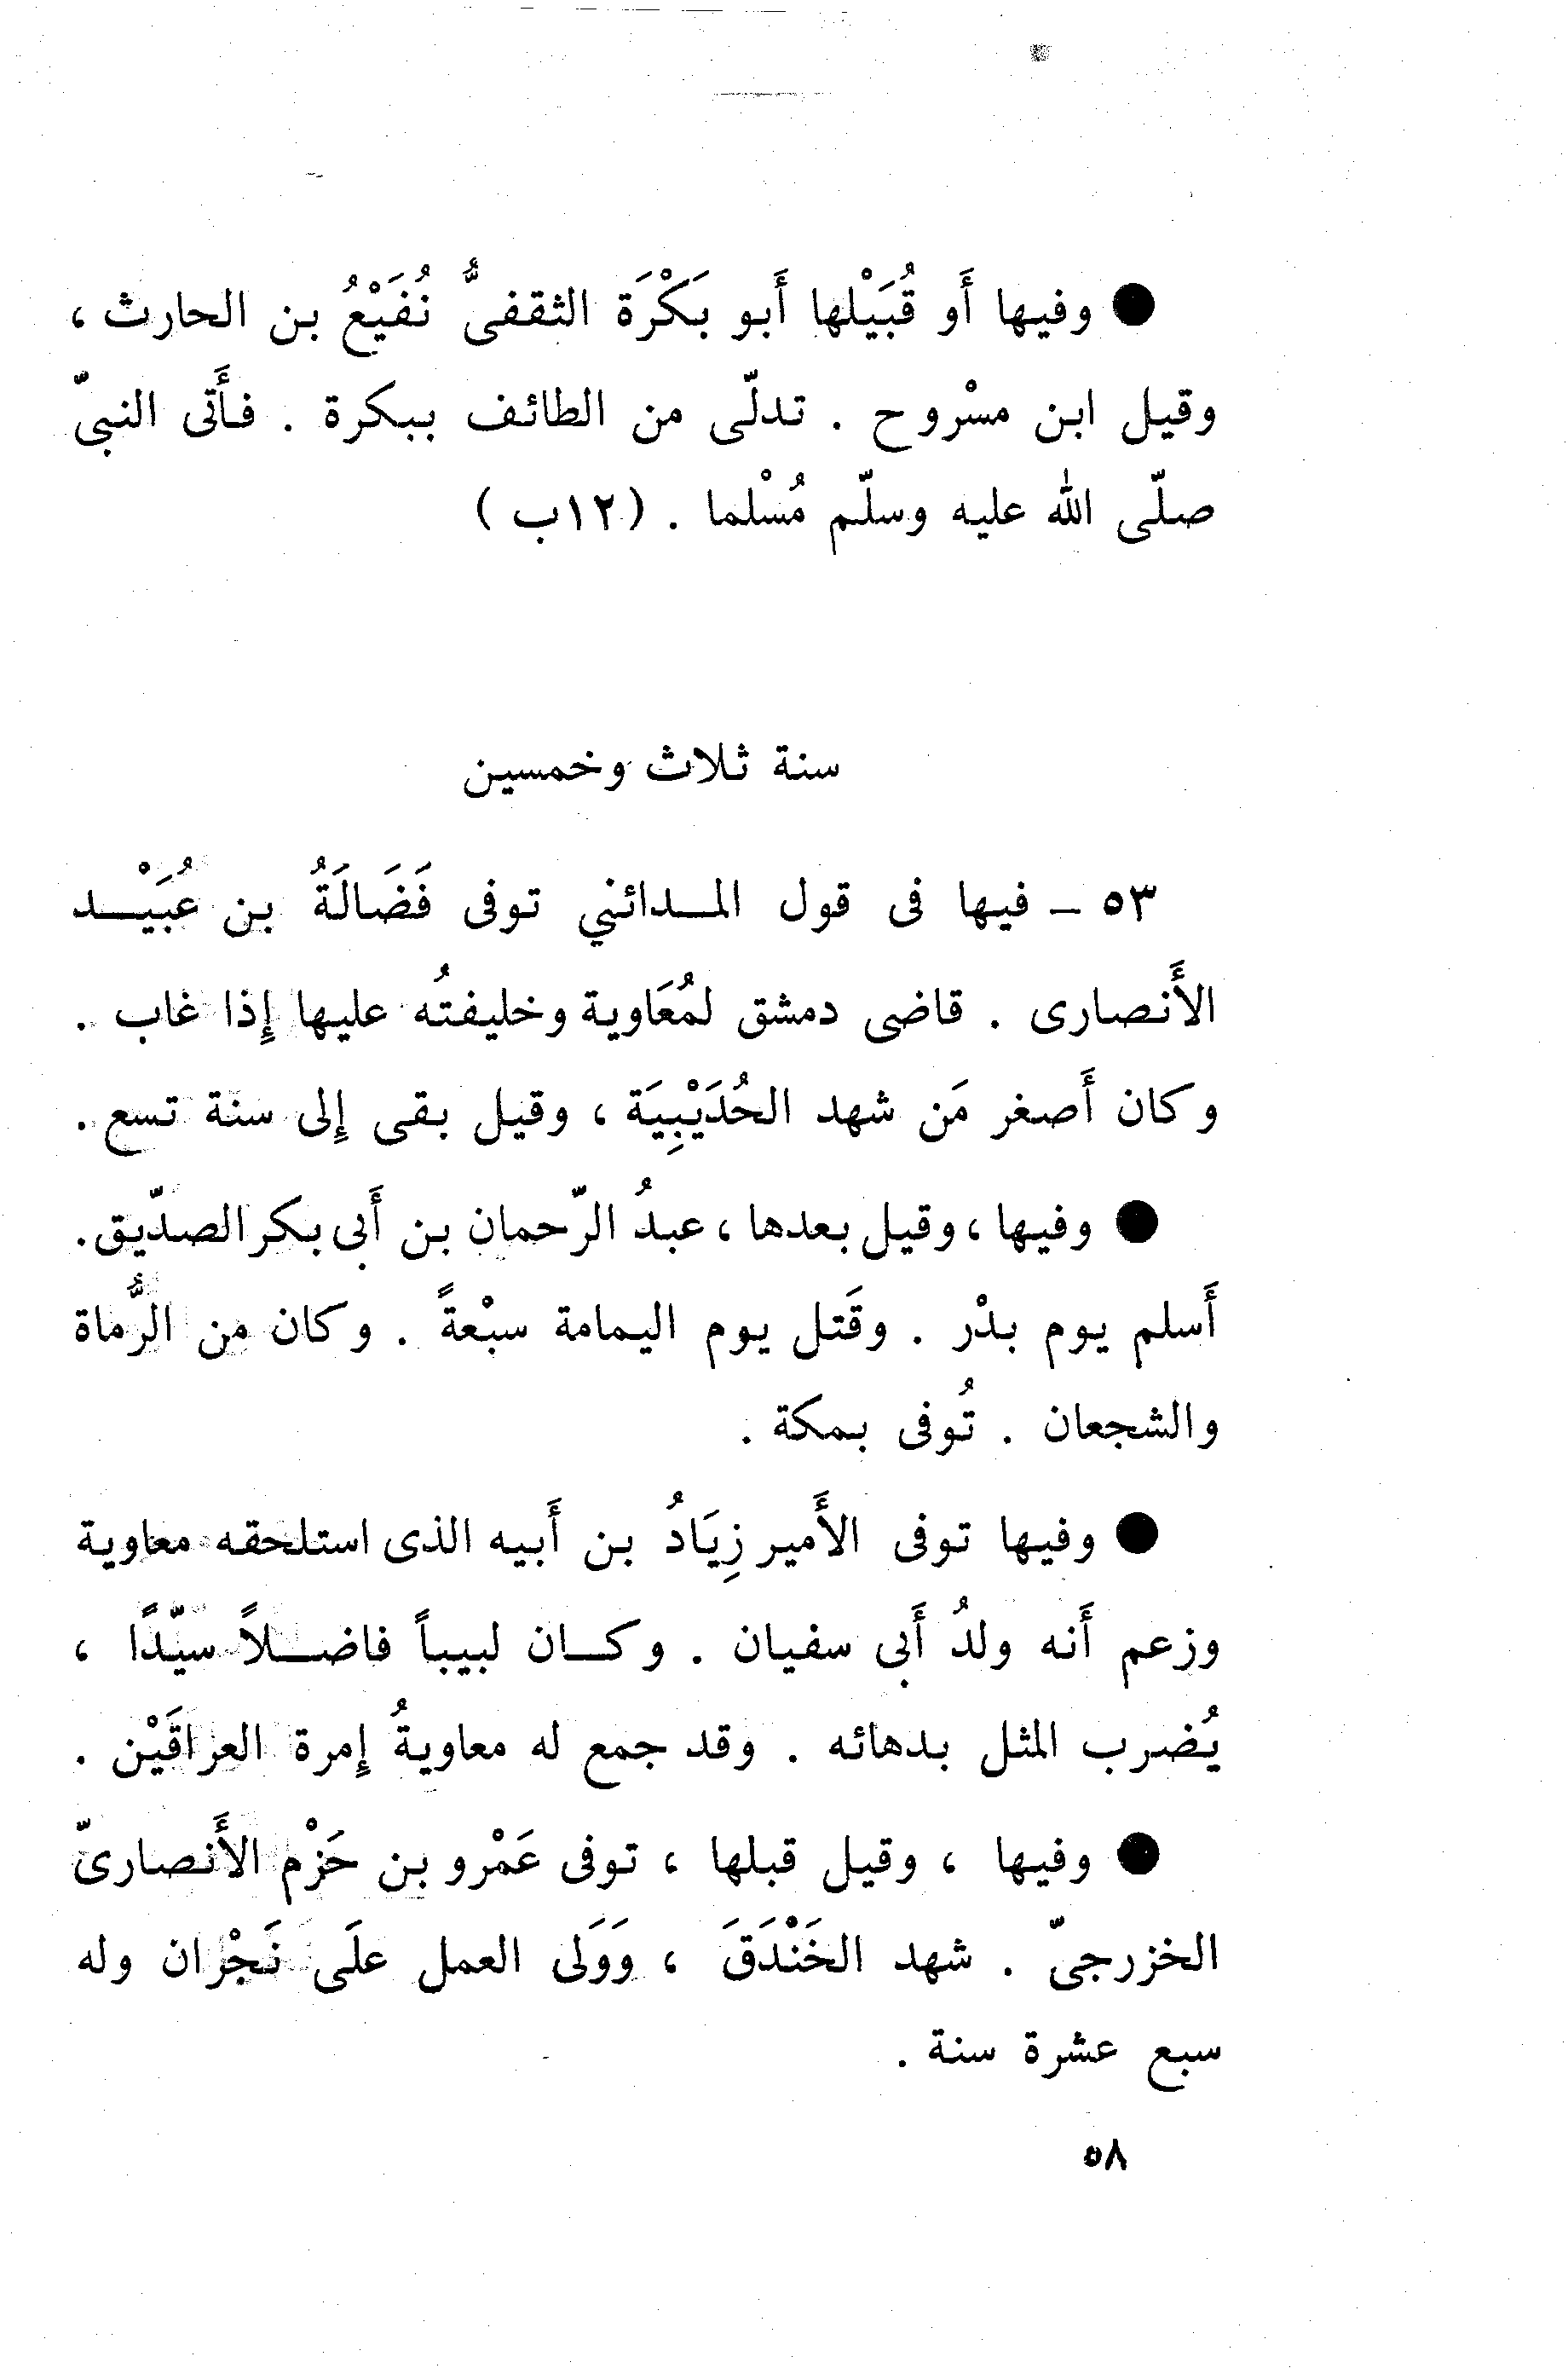 ● وفيها أَو قُبَيْلها أَبو بَكْرَة الثقفىُّ نُفَيْعُ بن الحارث ،
وقيل ابن مسْروح . تدلّى من الطائف ببكرة . فأَتى النبىّ
صلّى الله عليه وسلّم مُسْلما . ( ١٢ب )
سنة ثلاث وخمسين
٥٣ – فيها فى قول المـدائني توفى فَضَالَةُ بن عُبَيْـد
الأَنصارى . قاضى دمشق لمُعَاوية وخليفتُه عليها إِذا غاب .
وكان أَصغر مَن شهد الحُدَيْبِيَة ، وقيل بقى إِلى سنة تسع .
● وفيها ، وقيل بعدها ، عبدُ الرّحمان بن أَبى بكر الصدّيق .
أَسلم يوم بدْر . وقَتل يوم اليمامة سبْعةً . وكان من الرُّماة
والشجعان . تُوفى بمكة .
● وفيها توفى الأَمير زِيَادُ بن أَبيه الذى استلحقه معاوية
وزعم أَنه ولدُ أَبى سفيان . وكـان لبيباً فاضـلاً سيّدًا ،
يُضرب المثل بدهائه . وقد جمع له معاويةُ إِمرة العراقَيْن .
● وفيها ، وقيل قبلها ، توفى عَمْرو بن حَزْم الأَنصارىّ
الخزرجىّ . شهد الخَنْدَقَ ، وَوَلى العمل علَى نَجْران وله
سبع عشرة سنة .
٥٨